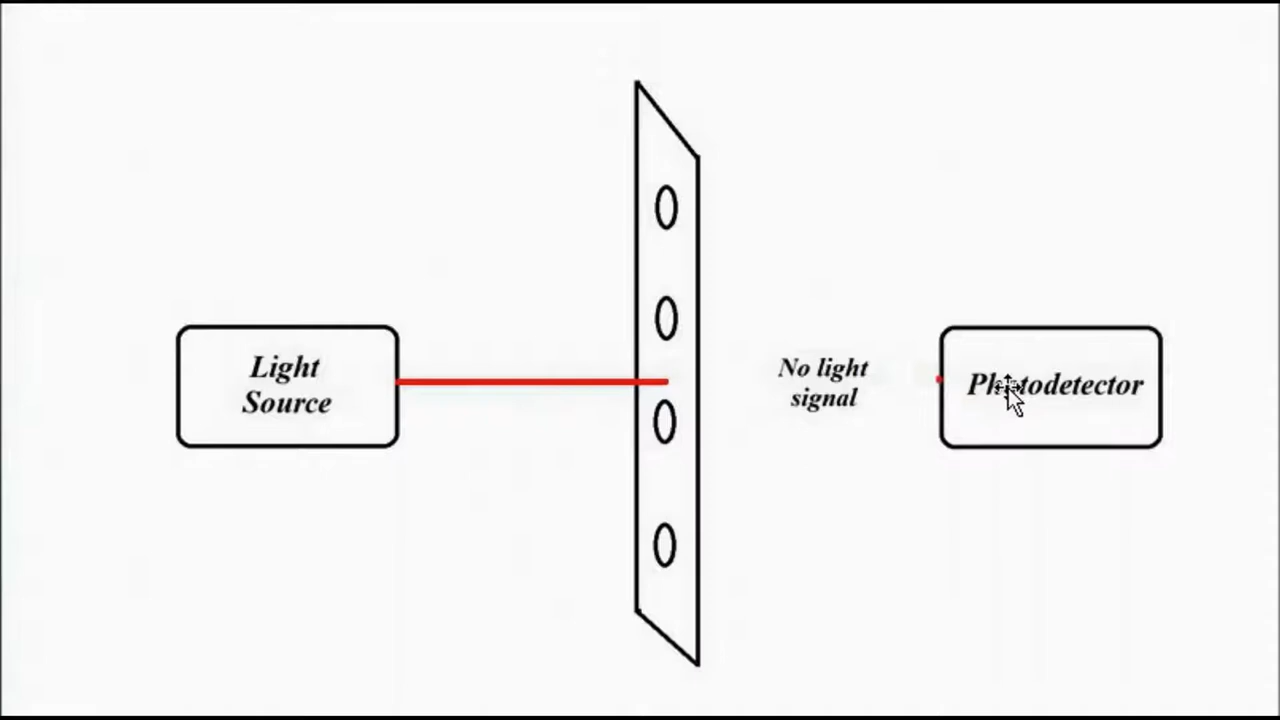 Light
Source
No light
signal
Photodetector